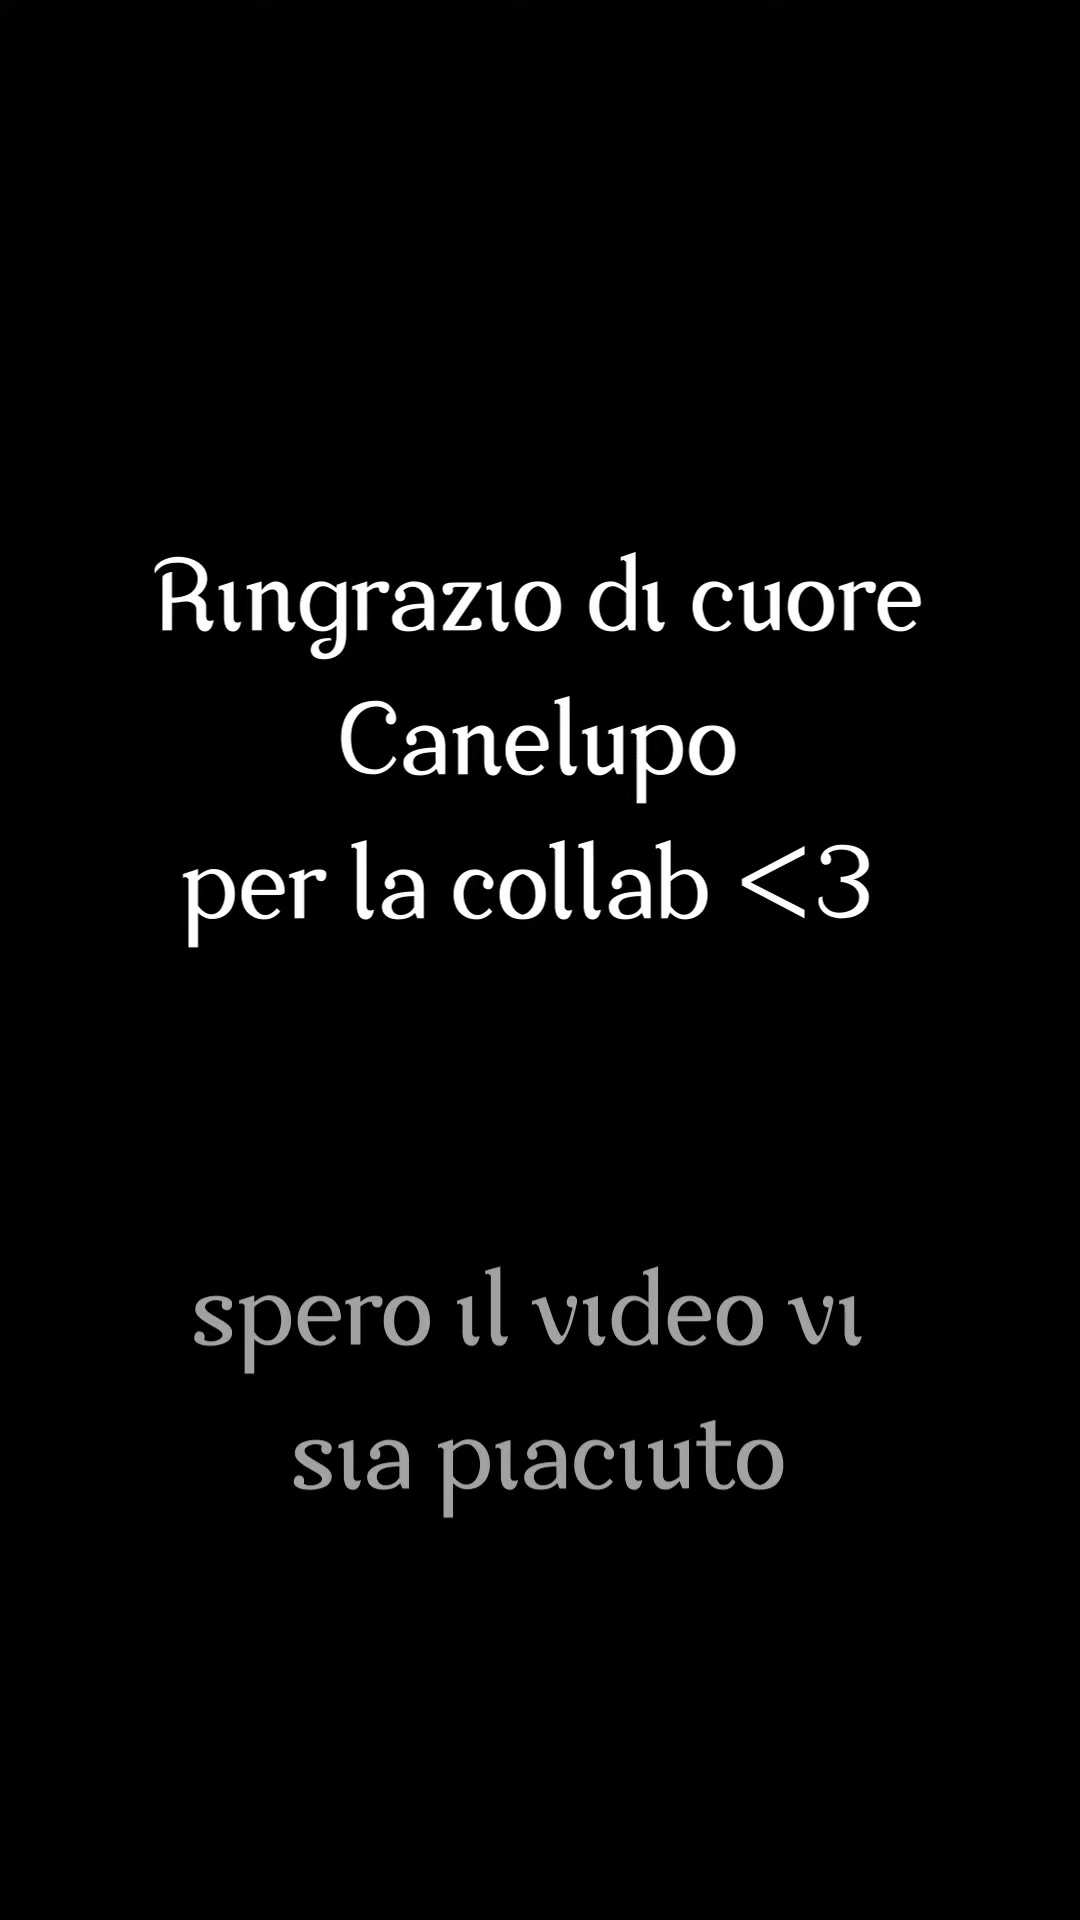 Ringrazio di cuore
Canelupo
per la collab <3
spero il video vi
sia piaciuto